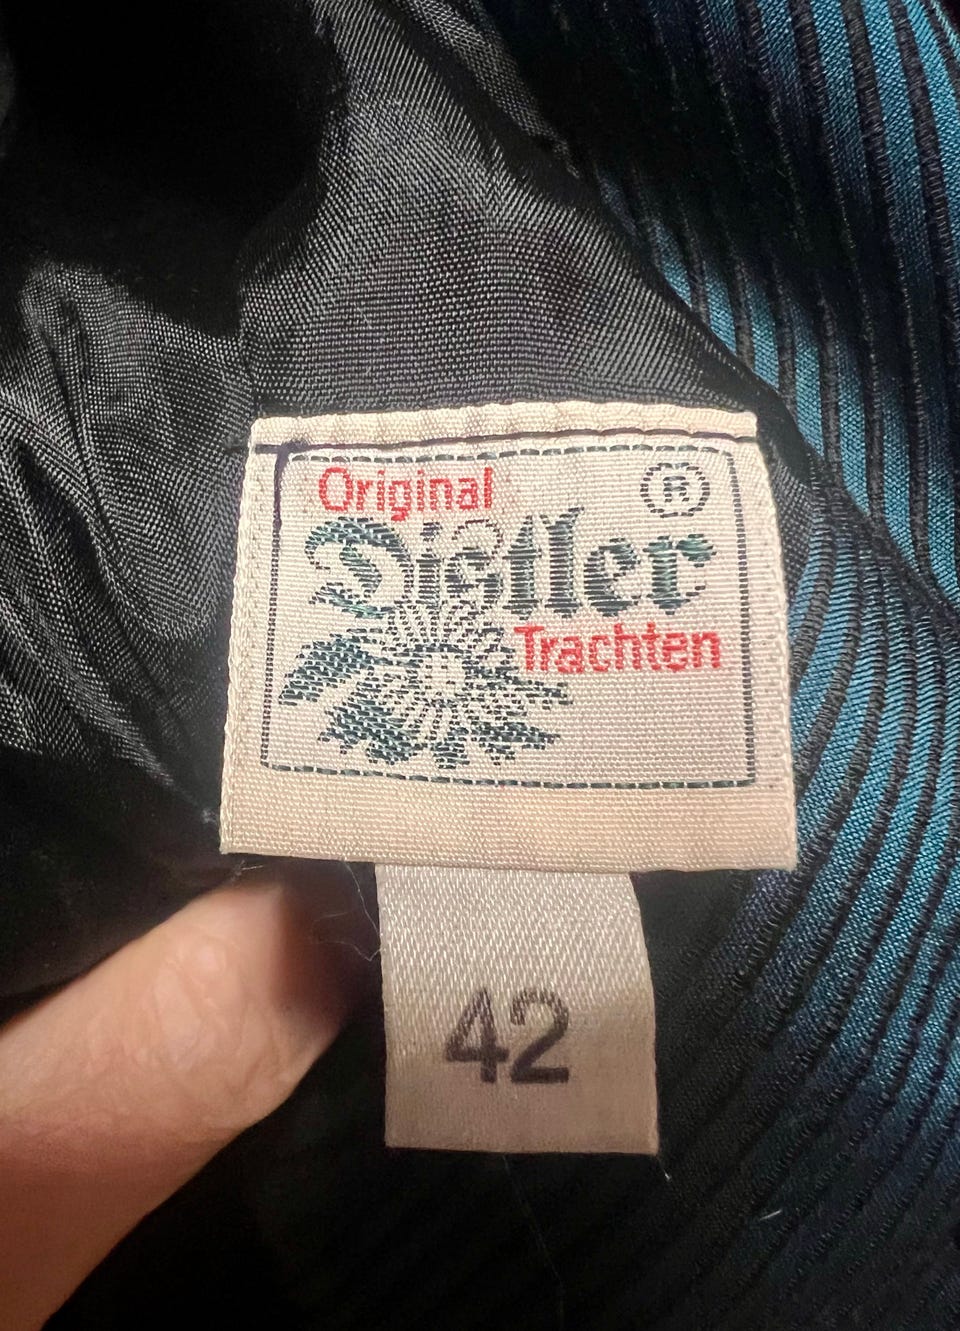 Original ®
Distler
Trachten
42